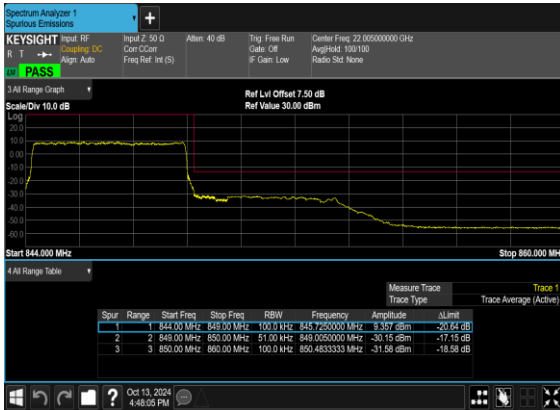 Spectrum Analyzer 1
Spurious Emissions
+
KEYSIGHT Input: RF Input Z: 50 Ω Atten: 40 dB Trig: Free Run Center Freq: 22.005000000 GHz
R T Coupling: DC Corr CCorr Gate: Off Avg|Hold: 100/100
Align: Auto Freq Ref: Int (S) IF Gain: Low Radio Std: None
PASS
3 All Range Graph
Ref Lvl Offset 7.50 dB
Scale/Div 10.0 dB Ref Value 30.00 dBm
Log
20.0
10.0
0.00
-10.0
-20.0
-30.0
-40.0
-50.0
-60.0
Start 844.000 MHz Stop 860.000 MH
4 All Range Table
Measure Trace Trace 1
Trace Type Trace Average (Active)
Spur Range Start Freq Stop Freq RBW Frequency Amplitude ΔLimit
1 1 844.00 MHz 849.00 MHz 100.0 kHz 845.7250000 MHz 9.357 dBm -20.64 dB
2 2 849.00 MHz 850.00 MHz 51.00 kHz 849.0050000 MHz -30.15 dBm -17.15 dB
3 3 850.00 MHz 860.00 MHz 100.0 kHz 850.4833333 MHz -31.58 dBm -18.58 dB
? Oct 13, 2024
4:48:05 PM